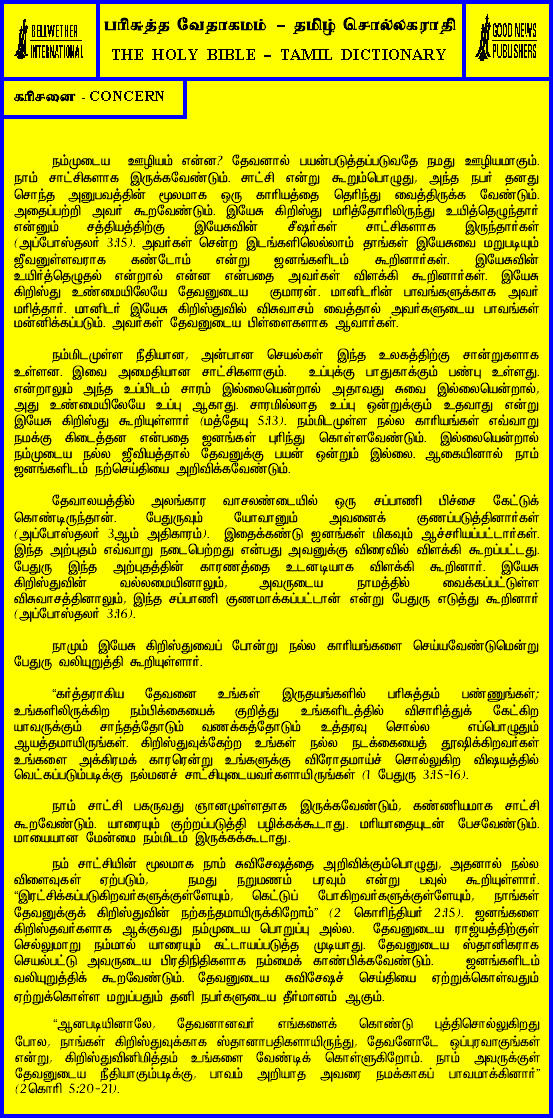 BELLWETHER
INTERNATIONAL
பரிசுத்த வேதாகமம் – தமிழ் சொல்லகராதி
THE HOLY BIBLE – TAMIL DICTIONARY
GOOD NEWS
PUBLISHERS
கரிசனை - CONCERN
நம்முடைய ஊழியம் என்ன? தேவனால் பயன்படுத்தப்படுவதே நமது ஊழியமாகும்.
நாம் சாட்சிகளாக இருக்கவேண்டும். சாட்சி என்று கூறும்பொழுது, அந்த நபர் தனது
சொந்த அனுபவத்தின் மூலமாக ஒரு காரியத்தை தெரிந்து வைத்திருக்க வேண்டும்.
அதைப்பற்றி அவர் கூறவேண்டும். இயேசு கிறிஸ்து மரித்தோரிலிருந்து உயித்தெழுந்தார்
என்னும் சத்தியத்திற்கு இயேசுவின் சீஷர்கள் சாட்சிகளாக இருந்தார்கள்
(அப்போஸ்தலர் 3:15). அவர்கள் சென்ற இடங்களிலெல்லாம் தாங்கள் இயேசுவை மறுபடியும்
ஜீவனுள்ளவராக கண்டோம் என்று ஜனங்களிடம் கூறினார்கள். இயேசுவின்
உயிர்த்தெழுதல் என்றால் என்ன என்பதை அவர்கள் விளக்கி கூறினார்கள். இயேசு
கிறிஸ்து உண்மையிலேயே தேவனுடைய குமாரன். மானிடரின் பாவங்களுக்காக அவர்
மரித்தார். மானிடர் இயேசு கிறிஸ்துவில் விசுவாசம் வைத்தால் அவர்களுடைய பாவங்கள்
மன்னிக்கப்படும். அவர்கள் தேவனுடைய பிள்ளைகளாக ஆவார்கள்.
நம்மிடமுள்ள நீதியான, அன்பான செயல்கள் இந்த உலகத்திற்கு சான்றுகளாக
உள்ளன. இவை அமைதியான சாட்சிகளாகும். உப்புக்கு பாதுகாக்கும் பண்பு உள்ளது.
என்றாலும் அந்த உப்பிடம் சாரம் இல்லையென்றால் அதாவது சுவை இல்லையென்றால்,
அது உண்மையிலேயே உப்பு ஆகாது. சாரமில்லாத உப்பு ஒன்றுக்கும் உதவாது என்று
இயேசு கிறிஸ்து கூறியுள்ளார் (மத்தேயு 5:13). நம்மிடமுள்ள நல்ல காரியங்கள் எவ்வாறு
நமக்கு கிடைத்தன என்பதை ஜனங்கள் புரிந்து கொள்ளவேண்டும். இல்லையென்றால்
நம்முடைய நல்ல ஜீவியத்தால் தேவனுக்கு பயன் ஒன்றும் இல்லை. ஆகையினால் நாம்
ஜனங்களிடம் நற்செய்தியை அறிவிக்கவேண்டும்.
தேவாலயத்தில் அலங்கார வாசலண்டையில் ஒரு சப்பாணி பிச்சை கேட்டுக்
கொண்டிருந்தான். பேதுருவும் யோவானும் அவனைக் குணப்படுத்தினார்கள்
(அப்போஸ்தலர் 3ஆம் அதிகாரம்). இதைக்கண்டு ஜனங்கள் மிகவும் ஆச்சரியப்பட்டார்கள்.
இந்த அற்புதம் எவ்வாறு நடைபெற்றது என்பது அவனுக்கு விரைவில் விளக்கி கூறப்பட்டது.
பேதுரு இந்த அற்புதத்தின் காரணத்தை உடனடியாக விளக்கி கூறினார். இயேசு
கிறிஸ்துவின் வல்லமையினாலும், அவருடைய நாமத்தில் வைக்கப்பட்டுள்ள
விசுவாசத்தினாலும், இந்த சப்பாணி குணமாக்கப்பட்டான் என்று பேதுரு எடுத்து கூறினார்
(அப்போஸ்தலர் 3:16).
நாமும் இயேசு கிறிஸ்துவைப் போன்று நல்ல காரியங்களை செய்யவேண்டுமென்று
பேதுரு வலியுறுத்தி கூறியுள்ளார்.
“கர்த்தராகிய தேவனை உங்கள் இருதயங்களில் பரிசுத்தம் பண்ணுங்கள்;
உங்களிலிருக்கிற நம்பிக்கையைக் குறித்து உங்களிடத்தில் விசாரித்துக் கேட்கிற
யாவருக்கும் சாந்தத்தோடும் வணக்கத்தோடும் உத்தரவு சொல்ல எப்பொழுதும்
ஆயத்தமாயிருங்கள். கிறிஸ்துவுக்கேற்ற உங்கள் நல்ல நடக்கையைத் தூஷிக்கிறவர்கள்
உங்களை அக்கிரமக் காரரென்று உங்களுக்கு விரோதமாய்ச் சொல்லுகிற விஷயத்தில்
வெட்கப்படும்படிக்கு நல்மனச் சாட்சியுடையவர்களாயிருங்கள் (1 பேதுரு 3:15-16).
நாம் சாட்சி பகருவது ஞானமுள்ளதாக இருக்கவேண்டும், கண்ணியமாக சாட்சி
கூறவேண்டும். யாரையும் குற்றப்படுத்தி பழிக்கக்கூடாது. மரியாதையுடன் பேசவேண்டும்.
மாயையான மேன்மை நம்மிடம் இருக்கக்கூடாது.
நம் சாட்சியின் மூலமாக நாம் சுவிசேஷத்தை அறிவிக்கும்பொழுது, அதனால் நல்ல
விளைவுகள் ஏற்படும், நமது நறுமணம் பரவும் என்று பவுல் கூறியுள்ளார்.
“இரட்சிக்கப்படுகிறவர்களுக்குள்ளேயும், கெட்டுப் போகிறவர்களுக்குள்ளேயும், நாங்கள்
தேவனுக்குக் கிறிஸ்துவின் நற்கந்தமாயிருக்கிறோம்” (2 கொரிந்தியர் 2:15). ஜனங்களை
கிறிஸ்தவர்களாக ஆக்குவது நம்முடைய பொறுப்பு அல்ல. தேவனுடைய ராஜ்யத்திற்குள்
செல்லுமாறு நம்மால் யாரையும் கட்டாயப்படுத்த முடியாது. தேவனுடைய ஸ்தானிகராக
செயல்பட்டு அவருடைய பிரதிநிதிகளாக நம்மைக் காண்பிக்கவேண்டும். ஜனங்களிடம்
வலியுறுத்திக் கூறவேண்டும். தேவனுடைய சுவிசேஷச் செய்தியை ஏற்றுக்கொள்வதும்
ஏற்றுக்கொள்ள மறுப்பதும் தனி நபர்களுடைய தீர்மானம் ஆகும்.
“ஆனபடியினாலே, தேவனானவர் எங்களைக் கொண்டு புத்திசொல்லுகிறது
போல, நாங்கள் கிறிஸ்துவுக்காக ஸ்தானாபதிகளாயிருந்து, தேவனோடே ஒப்புரவாகுங்கள்
என்று, கிறிஸ்துவினிமித்தம் உங்களை வேண்டிக் கொள்ளுகிறோம். நாம் அவருக்குள்
தேவனுடைய நீதியாகும்படிக்கு, பாவம் அறியாத அவரை நமக்காகப் பாவமாக்கினார்”
(2கொரி 5:20-21).